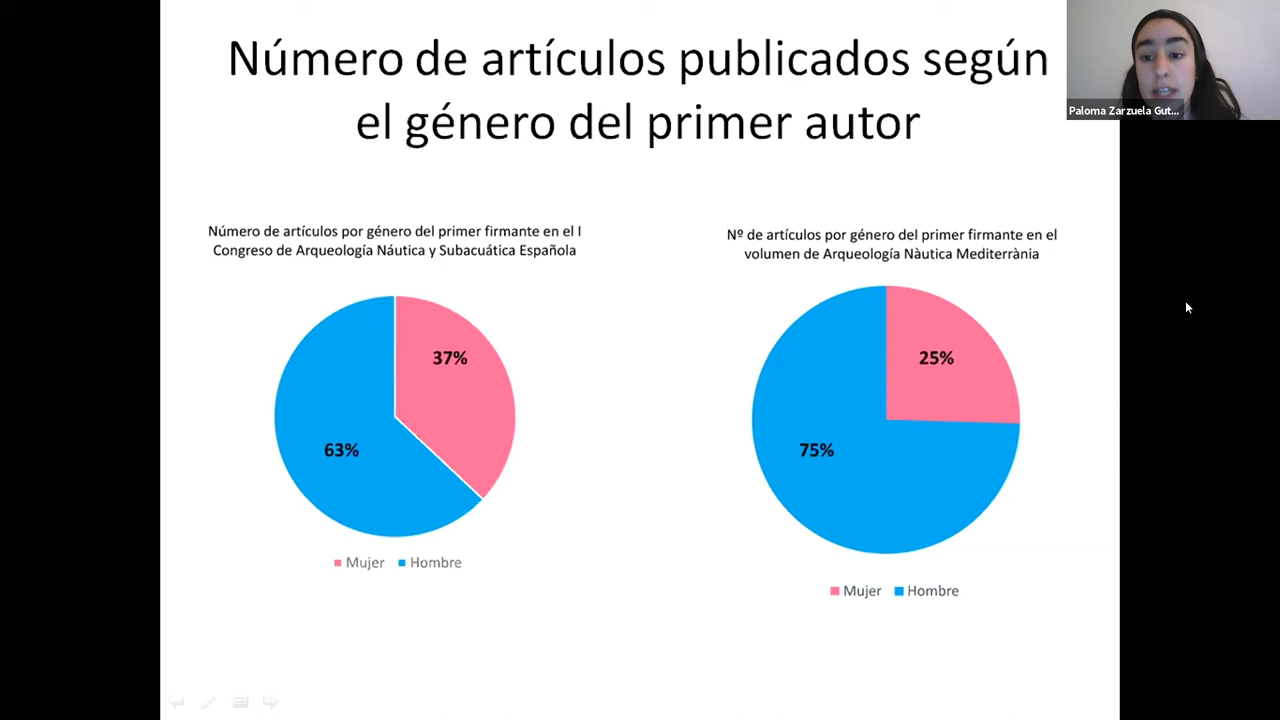 Número de artículos publicados según
el género del primer autor
Paloma Zarzuela Gut...
Número de artículos por género del primer firmante en el I
Congreso de Arqueología Náutica y Subacuática Española
37%
63%
Mujer Hombre
Nº de artículos por género del primer firmante en el
volumen de Arqueología Nàutica Mediterrània
25%
75%
Mujer Hombre